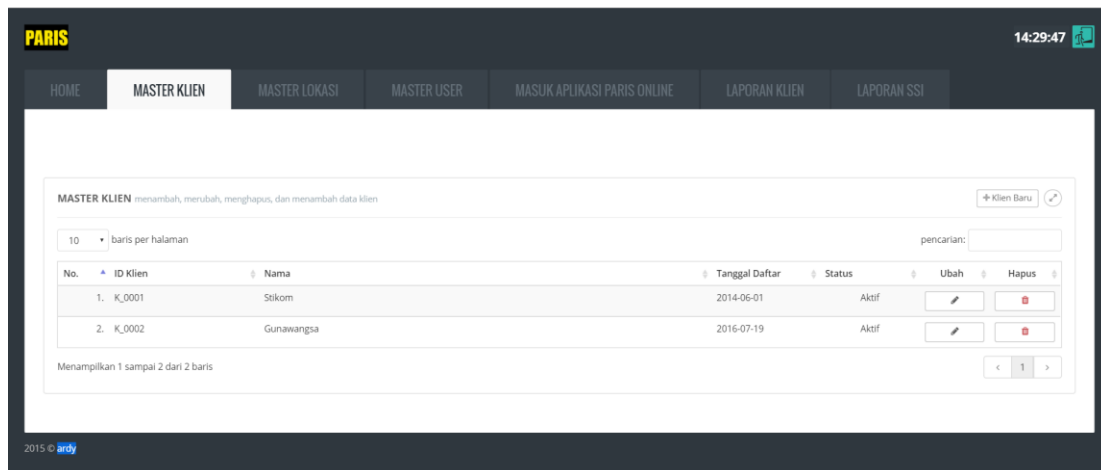 PARIS
14:29:47
HOME MASTER KLIEN MASTER LOKASI MASTER USER MASUK APLIKASI PARIS ONLINE LAPORAN KLIEN LAPORAN SSI
MASTER KLIEN menambah, merubah, menghapus, dan menambah data klien
+ Klien Baru
10 baris per halaman
pencarian:
No. ID Klien Nama Tanggal Daftar Status Ubah Hapus
1. K_0001 Stikom 2014-06-01 Aktif
2. K_0002 Gunawangsa 2016-07-19 Aktif
Menampilkan 1 sampai 2 dari 2 baris
< 1 >
2015 © ardy